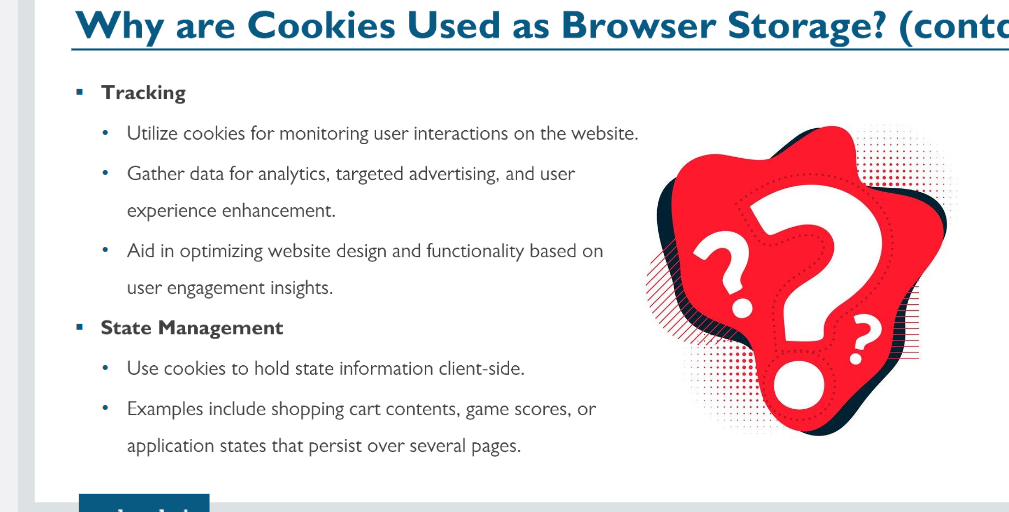 Why are Cookies Used as Browser Storage? (contd
Tracking
Utilize cookies for monitoring user interactions on the website.
Gather data for analytics, targeted advertising, and user
experience enhancement.
Aid in optimizing website design and functionality based on
user engagement insights.
State Management
Use cookies to hold state information client-side.
Examples include shopping cart contents, game scores, or
application states that persist over several pages.
? ? ?